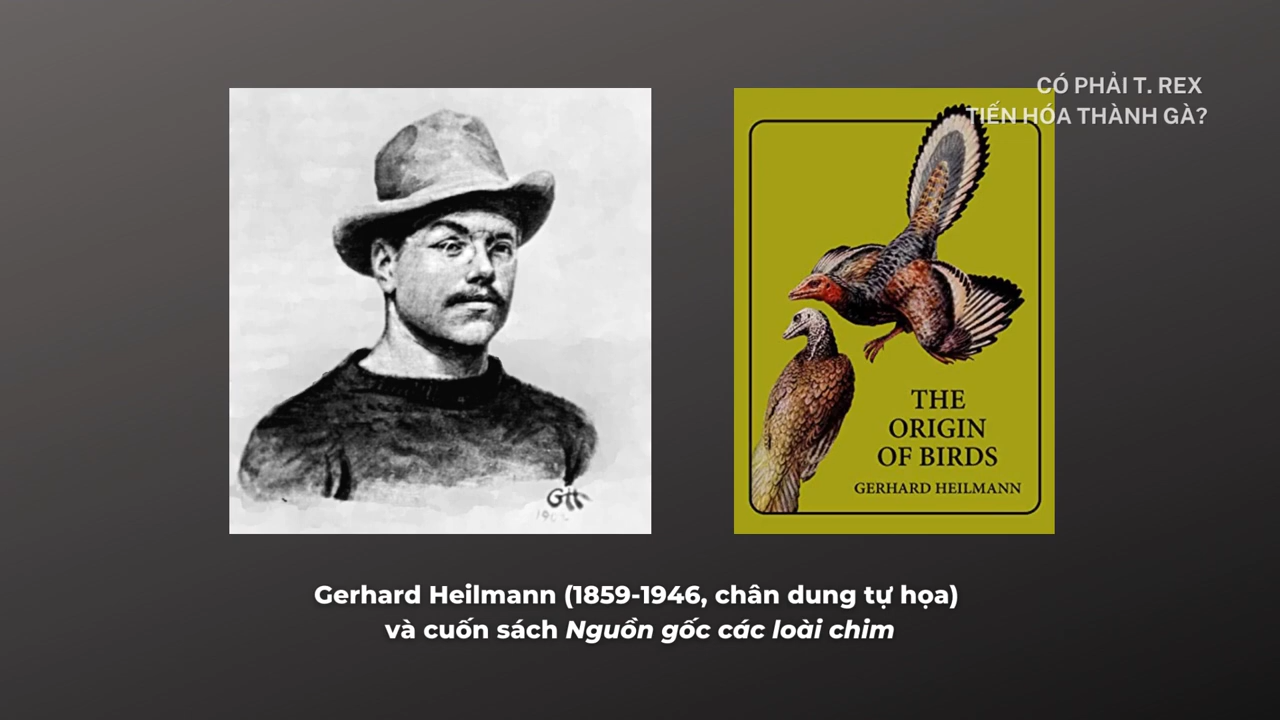 CÓ PHẢI T. REX
TIẾN HÓA THÀNH GÀ?
GH
THE
ORIGIN
OF BIRDS
GERHARD HEILMANN
Gerhard Heilmann (1859-1946, chân dung tự họa)
và cuốn sách Nguồn gốc các loài chim